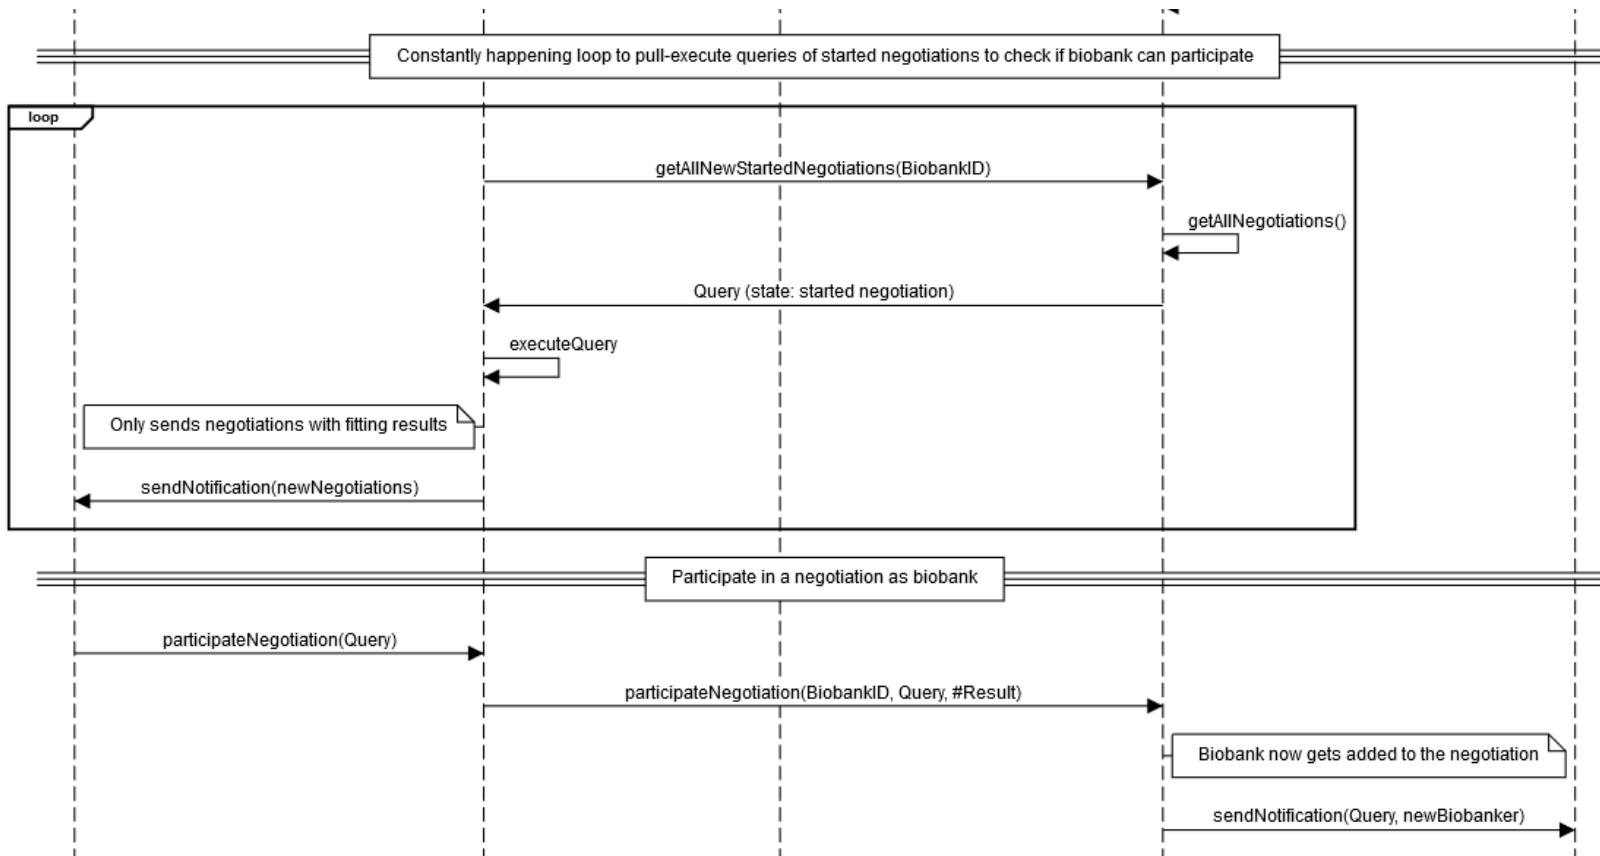 Constantly happening loop to pull-execute queries of started negotiations to check if biobank can participate
loop
getAllNewStartedNegotiations(BiobankID)
getAllNegotiations()
Query (state: started negotiation)
executeQuery
Only sends negotiations with fitting results
sendNotification(newNegotiations)
Participate in a negotiation as biobank
participateNegotiation(Query)
participateNegotiation(BiobankID, Query, #Result)
Biobank now gets added to the negotiation
sendNotification(Query, newBiobanker)